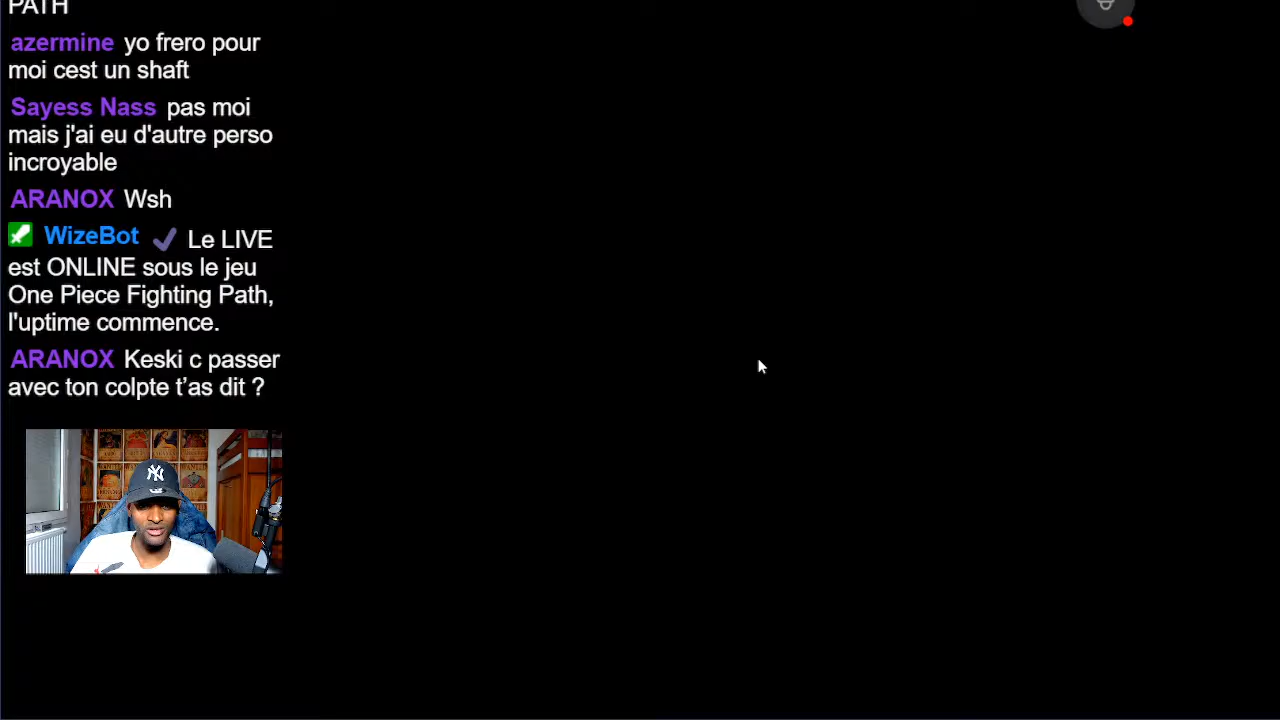 PATH
azermine yo frero pour
moi cest un shaft
Sayess Nass pas moi
mais j'ai eu d'autre perso
incroyable
ARANOX Wsh
WizeBot Le LIVE
est ONLINE sous le jeu
One Piece Fighting Path,
l'uptime commence.
ARANOX Keski c passer
avec ton colpte t’as dit ?
NY